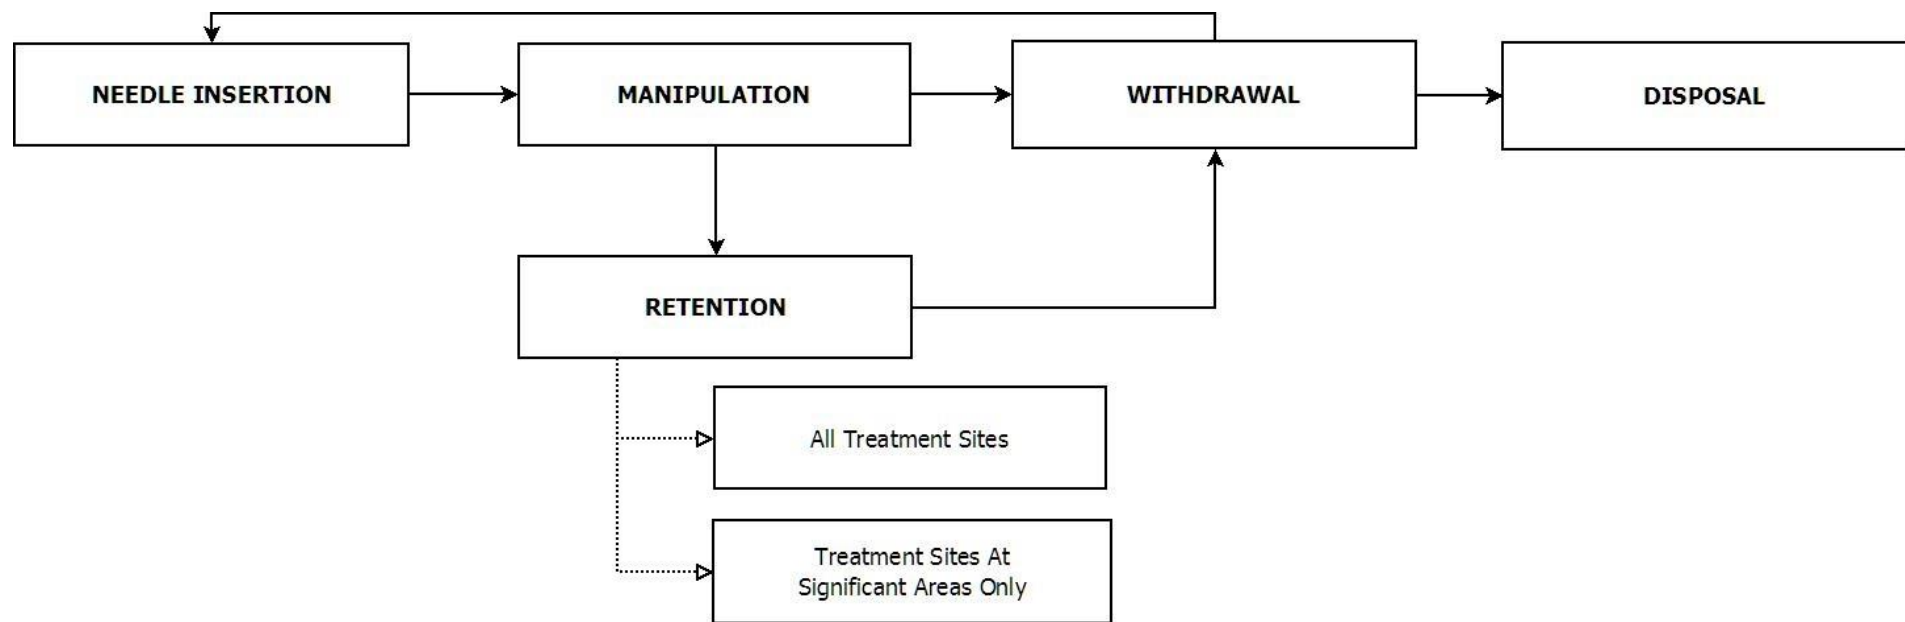 NEEDLE INSERTION
MANIPULATION
WITHDRAWAL
DISPOSAL
RETENTION
All Treatment Sites
Treatment Sites At
Significant Areas Only